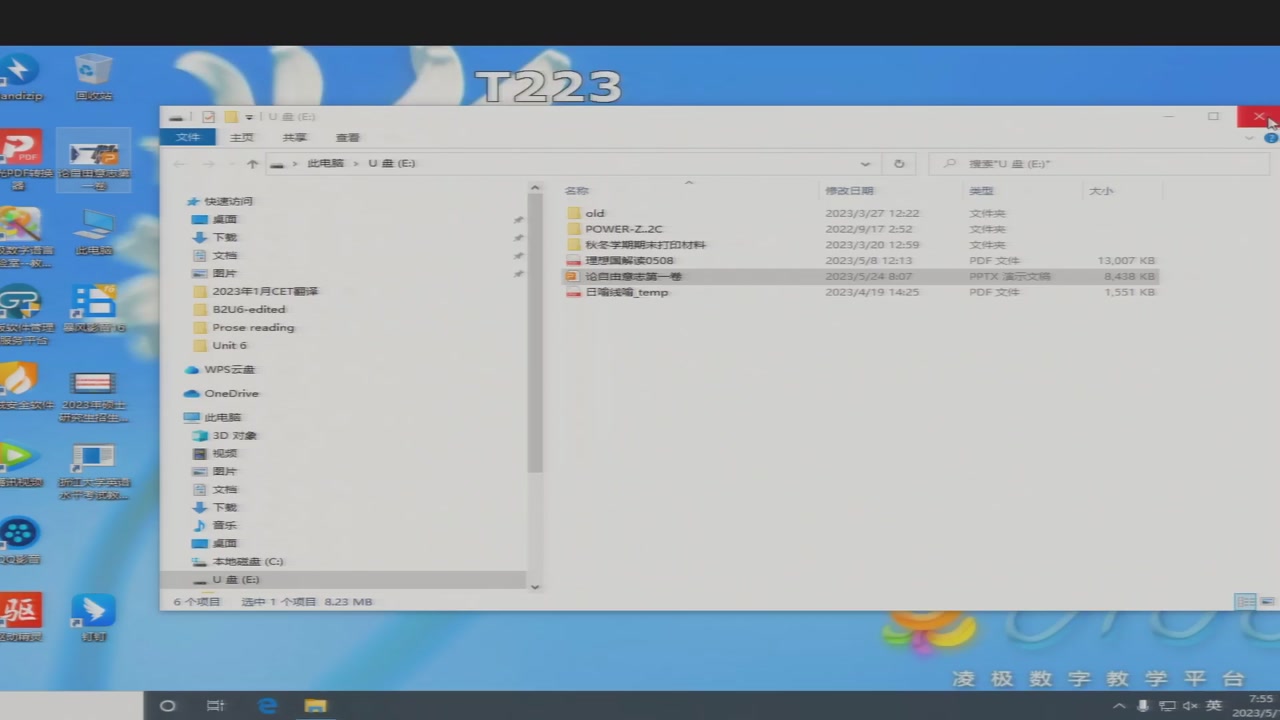 T223
andizip
回收站
U 盘 (E:)
文件 主页 共享 查看
此电脑 › U 盘 (E:)
搜索"U 盘 (E:)"
论自由意志第一卷
此电脑
暴风影音16
2023年硕士研究生招生...
浙江大学英语水平考试教...
钉钉
快速访问
桌面
下载
文档
图片
2023年1月CET翻译
B2U6-edited
Prose reading
Unit 6
WPS云盘
OneDrive
此电脑
3D 对象
视频
图片
文档
下载
音乐
桌面
本地磁盘 (C:)
U 盘 (E:)
名称 修改日期 类型 大小
old 2023/3/27 12:22 文件夹
POWER-Z..2C 2022/9/17 2:52 文件夹
秋冬学期期末打印材料 2023/3/20 12:59 文件夹
理想国解读0508 2023/5/8 12:13 PDF 文件 13,007 KB
论自由意志第一卷 2023/5/24 8:07 PPTX 演示文稿 8,438 KB
日喻线喻_temp 2023/4/19 14:25 PDF 文件 1,551 KB
6 个项目 选中 1 个项目 8.23 MB
凌极数字教学平台
英
7:55
2023/5/